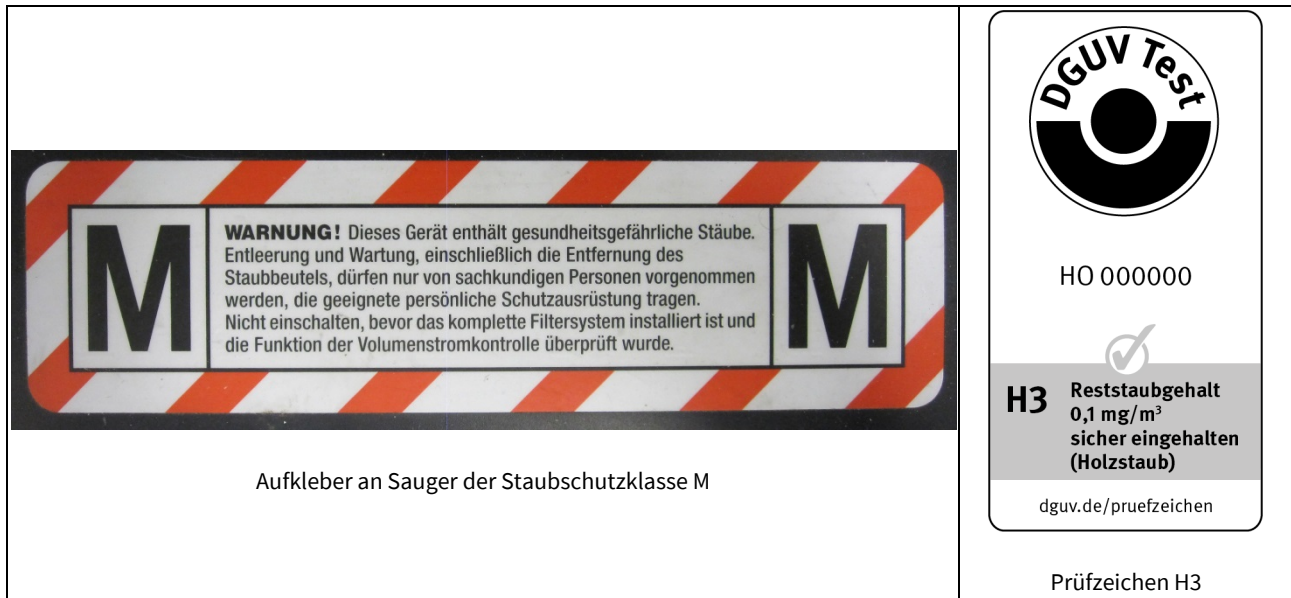 M
WARNUNG! Dieses Gerät enthält gesundheitsgefährliche Stäube.
Entleerung und Wartung, einschließlich die Entfernung des
Staubbeutels, dürfen nur von sachkundigen Personen vorgenommen
werden, die geeignete persönliche Schutzausrüstung tragen.
Nicht einschalten, bevor das komplette Filtersystem installiert ist und
die Funktion der Volumenstromkontrolle überprüft wurde.
M
Aufkleber an Sauger der Staubschutzklasse M
DGUV Test
HO 000000
H3
Reststaubgehalt
0,1 mg/m³
sicher eingehalten
(Holzstaub)
dguv.de/pruefzeichen
Prüfzeichen H3